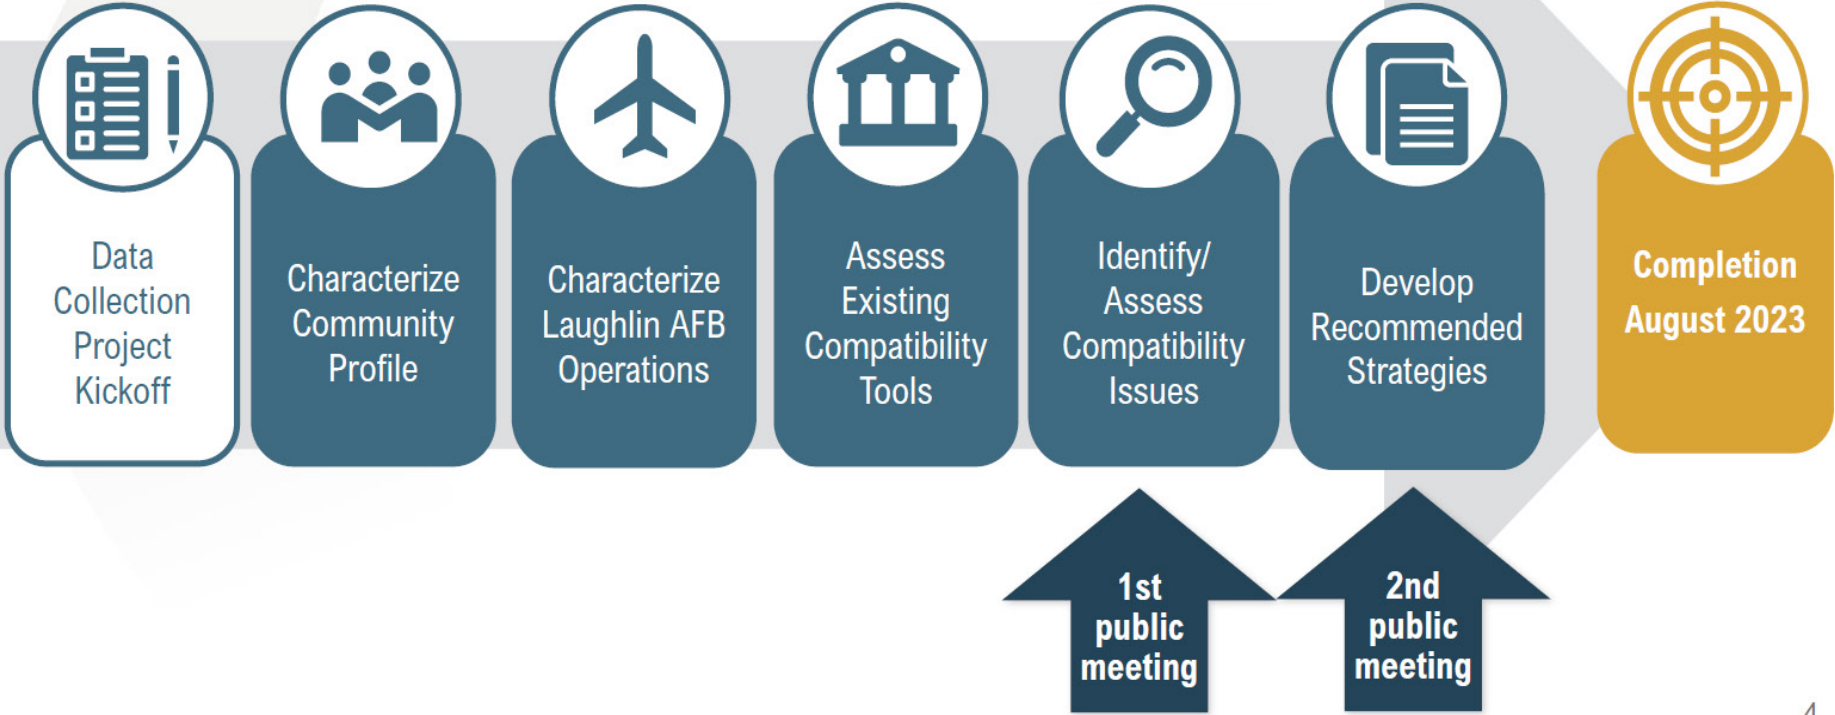 Data
Collection
Project
Kickoff
Characterize
Community
Profile
Characterize
Laughlin AFB
Operations
Assess
Existing
Compatibility
Tools
Identify/
Assess
Compatibility
Issues
Develop
Recommended
Strategies
Completion
August 2023
1st
public
meeting
2nd
public
meeting
4